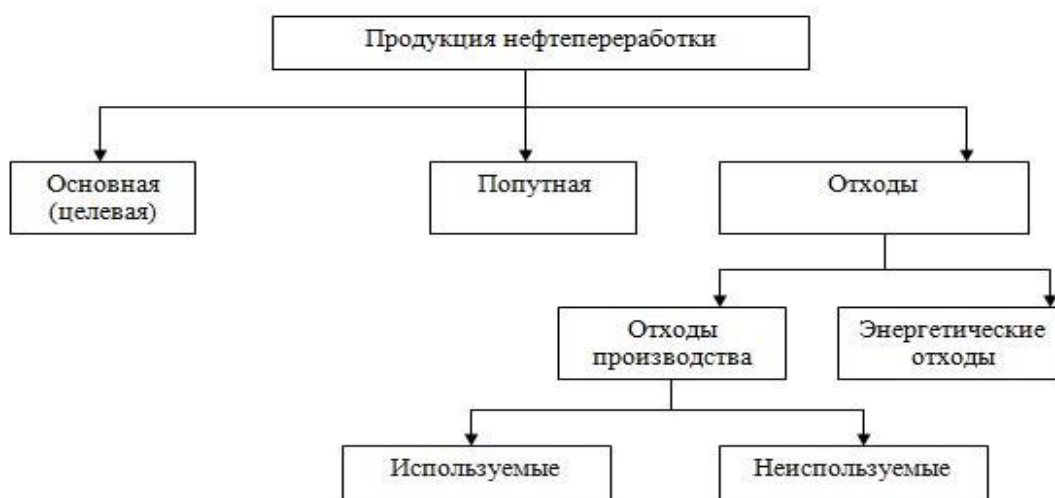 Продукция нефтепереработки
Основная
(целевая)
Попутная
Отходы
Отходы
производства
Энергетические
отходы
Используемые
Неиспользуемые